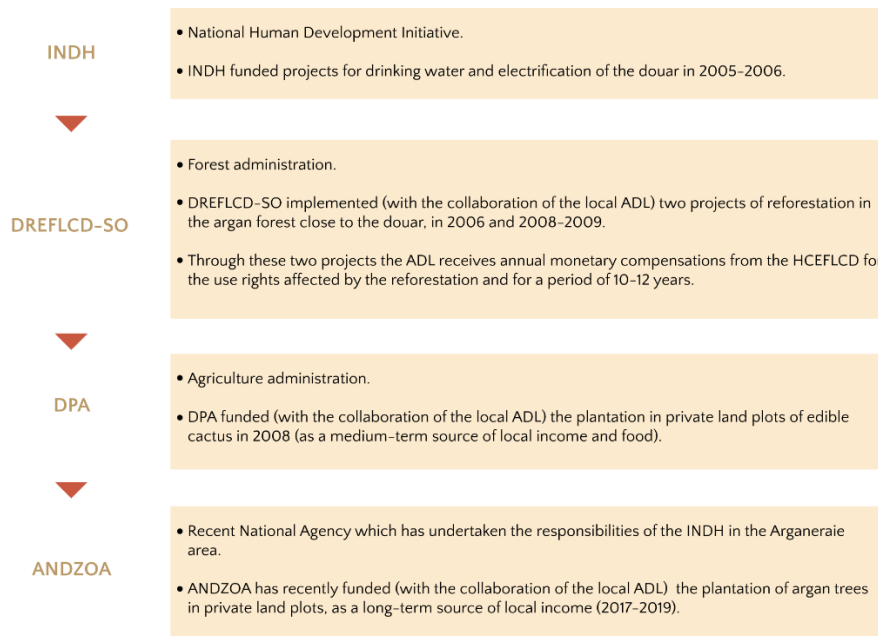 INDH
• National Human Development Initiative.
• INDH funded projects for drinking water and electrification of the douar in 2005-2006.
DREFLCD-SO
• Forest administration.
• DREFLCD-SO implemented (with the collaboration of the local ADL) two projects of reforestation in
the argan forest close to the douar, in 2006 and 2008-2009.
• Through these two projects the ADL receives annual monetary compensations from the HCEFLCD fo
the use rights affected by the reforestation and for a period of 10-12 years.
DPA
• Agriculture administration.
• DPA funded (with the collaboration of the local ADL) the plantation in private land plots of edible
cactus in 2008 (as a medium-term source of local income and food).
ANDZOA
• Recent National Agency which has undertaken the responsibilities of the INDH in the Arganeraie
area.
• ANDZOA has recently funded (with the collaboration of the local ADL) the plantation of argan trees
in private land plots, as a long-term source of local income (2017-2019).